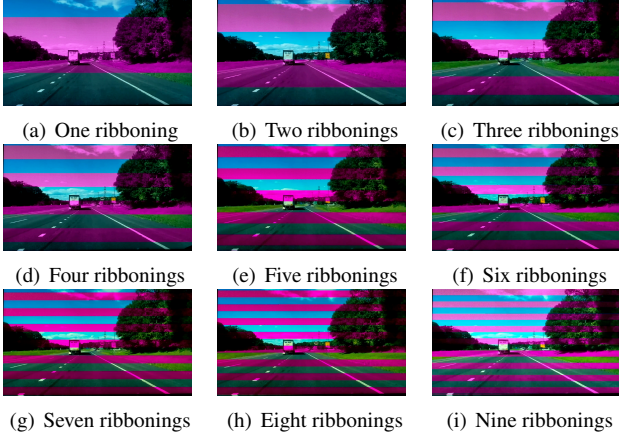 (a) One ribboning
(b) Two ribbonings
(c) Three ribbonings
(d) Four ribbonings
(e) Five ribbonings
(f) Six ribbonings
(g) Seven ribbonings
(h) Eight ribbonings
(i) Nine ribbonings